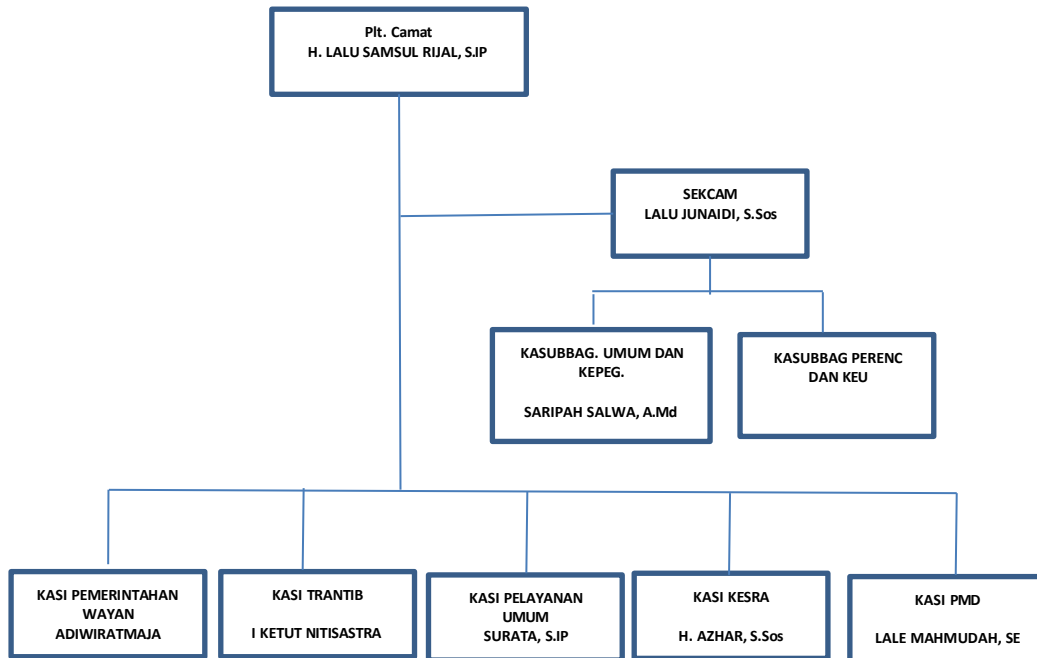 Plt. Camat
H. LALU SAMSUL RIJAL, S.IP
SEKCAM
LALU JUNAIDI, S.Sos
KASUBBAG. UMUM DAN
KEPEG.
SARIPAH SALWA, A.Md
KASUBBAG PERENC
DAN KEU
KASI PEMERINTAHAN
WAYAN
ADIWIRATMAJA
KASI TRANTIB
I KETUT NITISASTRA
KASI PELAYANAN
UMUM
SURATA, S.IP
KASI KESRA
H. AZHAR, S.Sos
KASI PMD
LALE MAHMUDAH, SE